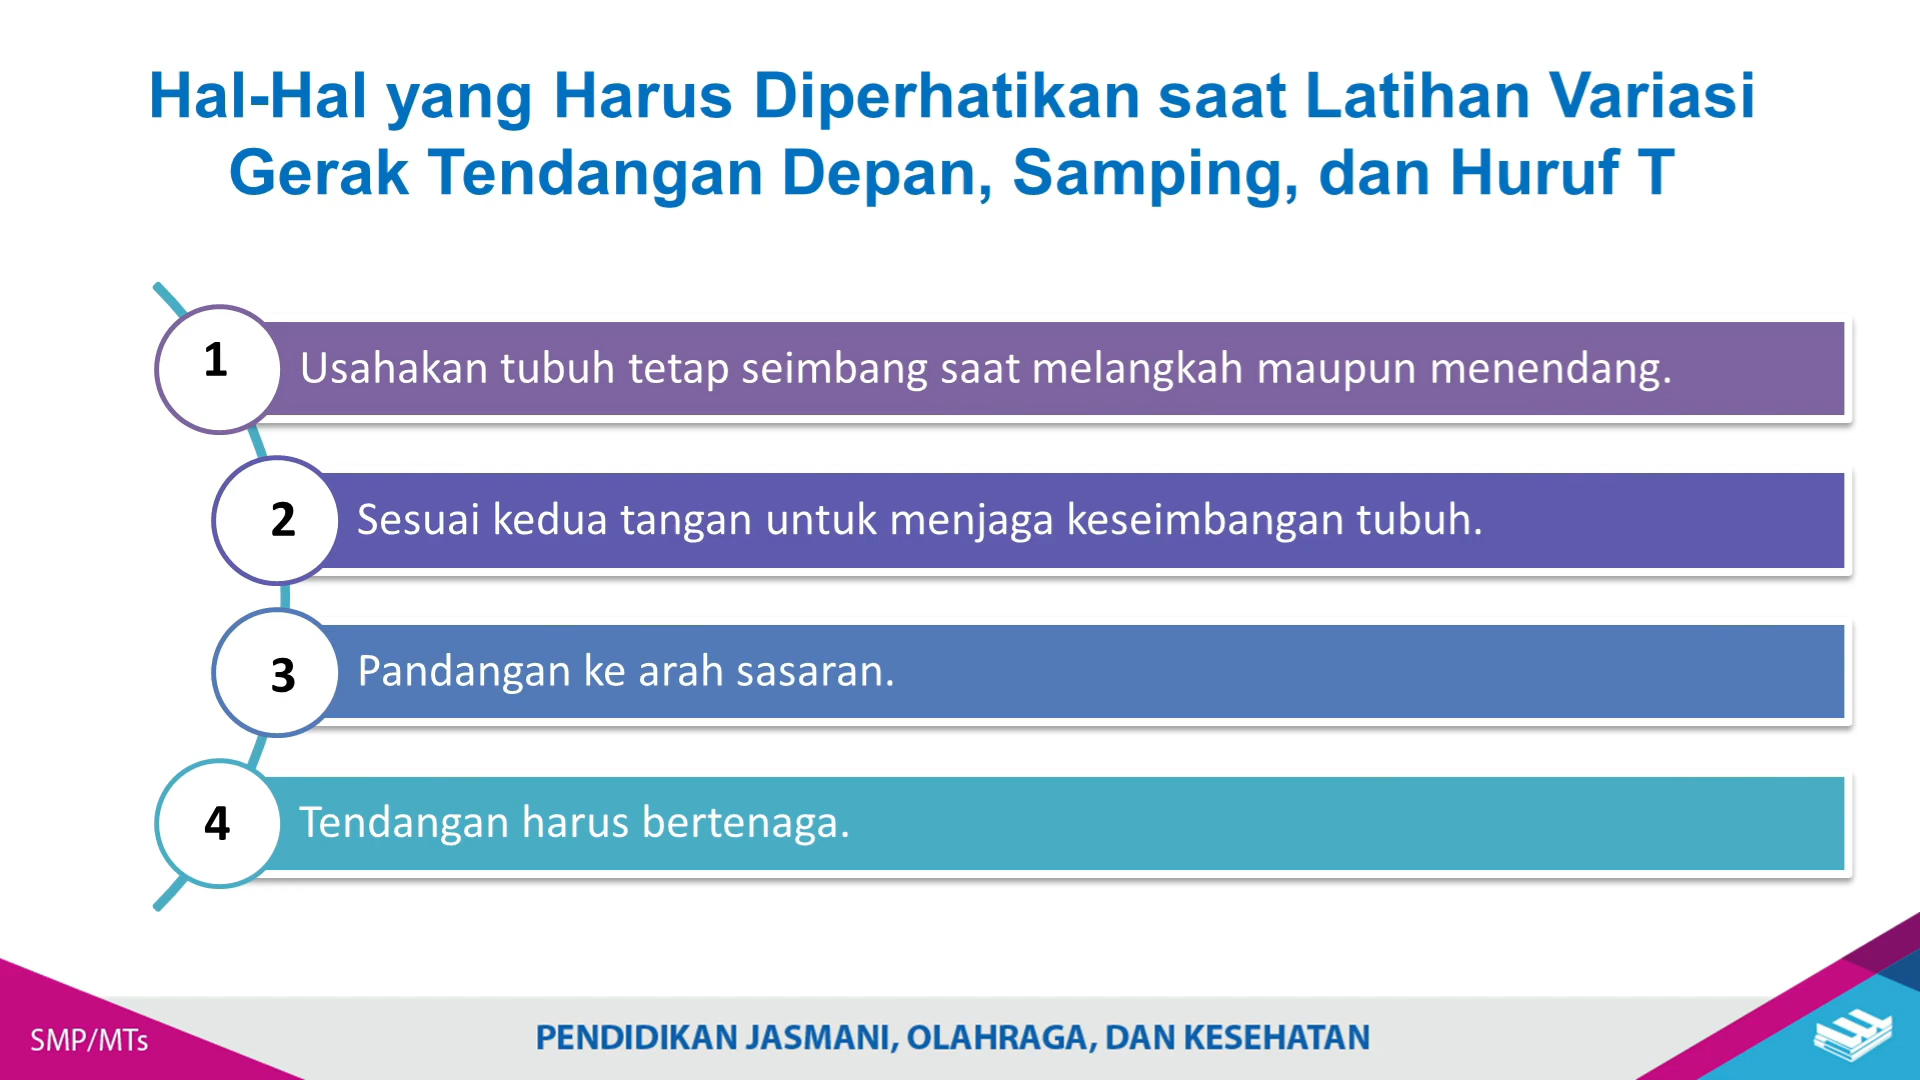 Hal-Hal yang Harus Diperhatikan saat Latihan Variasi
Gerak Tendangan Depan, Samping, dan Huruf T
1
Usahakan tubuh tetap seimbang saat melangkah maupun menendang.
2
Sesuai kedua tangan untuk menjaga keseimbangan tubuh.
3
Pandangan ke arah sasaran.
4
Tendangan harus bertenaga.
SMP/MTs
PENDIDIKAN JASMANI, OLAHRAGA, DAN KESEHATAN